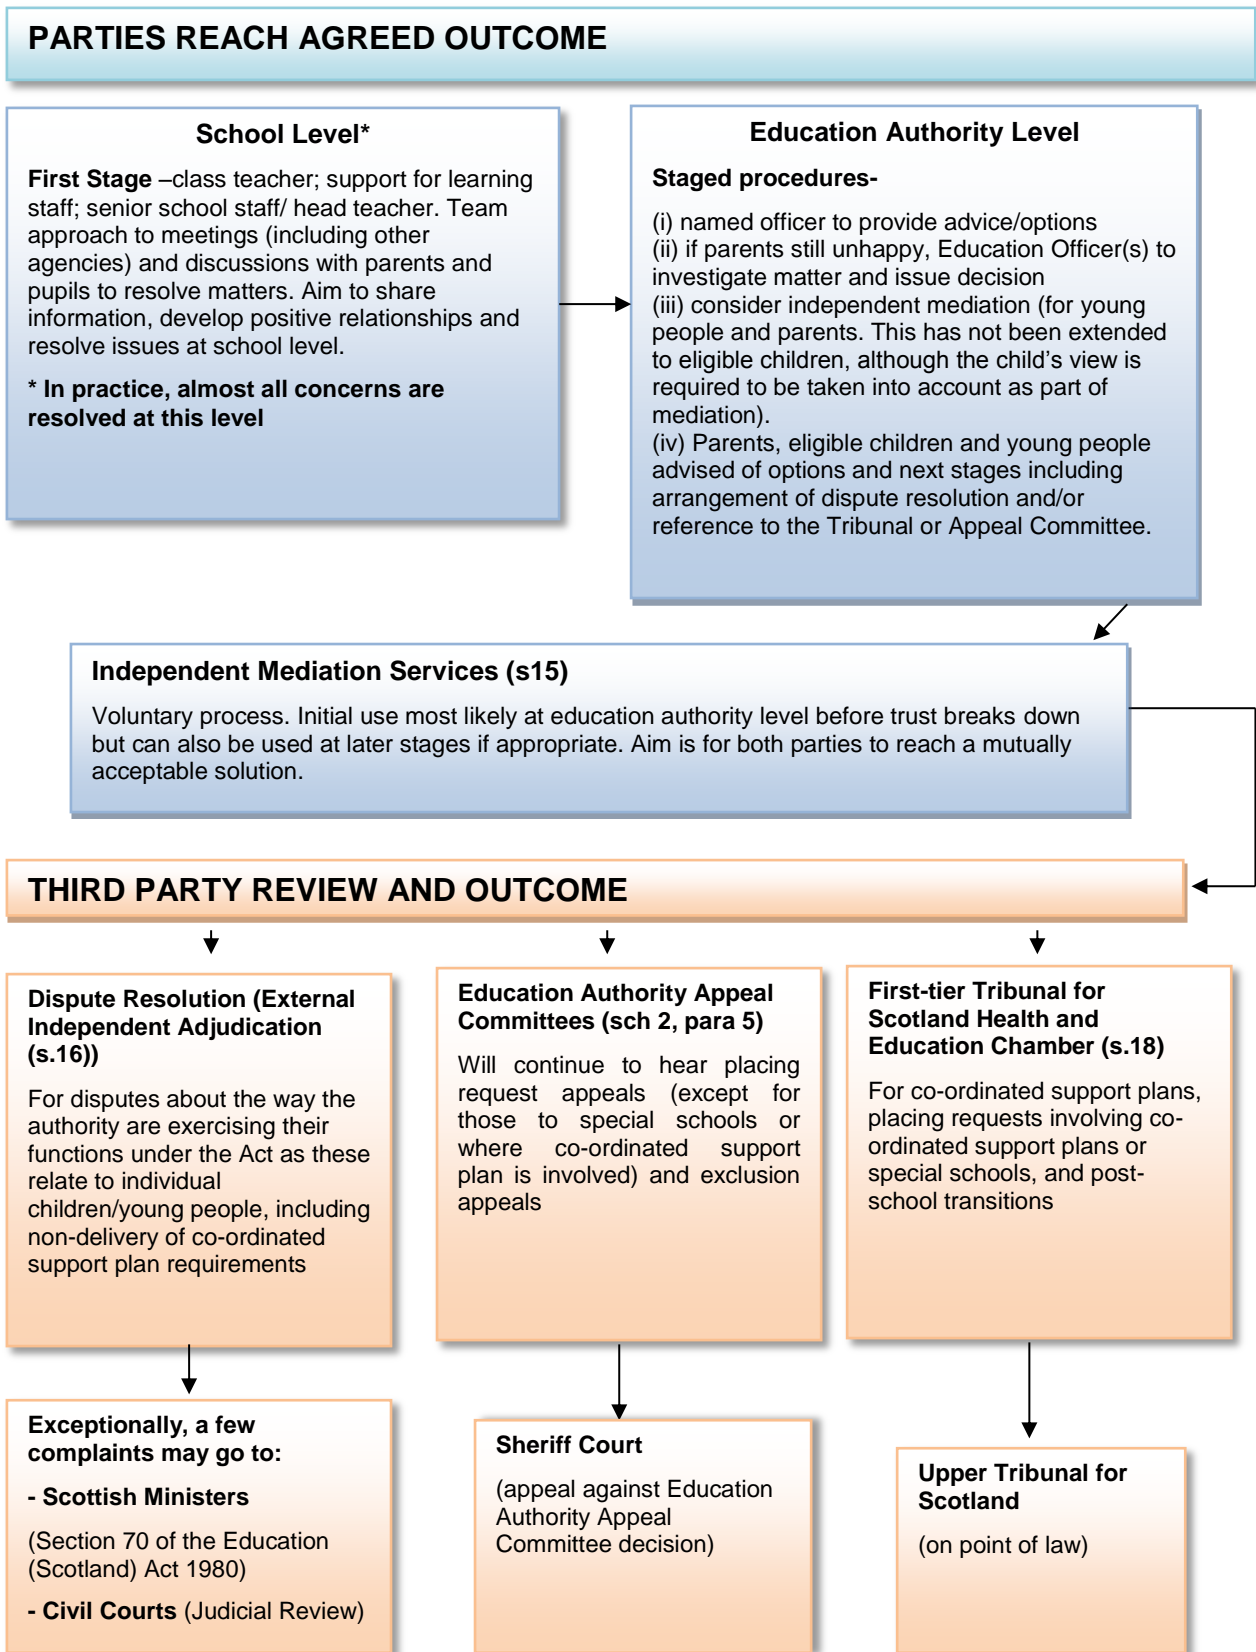 PARTIES REACH AGREED OUTCOME
School Level*
First Stage –class teacher; support for learning
staff; senior school staff/ head teacher. Team
approach to meetings (including other
agencies) and discussions with parents and
pupils to resolve matters. Aim to share
information, develop positive relationships and
resolve issues at school level.
* In practice, almost all concerns are
resolved at this level
Education Authority Level
Staged procedures-
(i) named officer to provide advice/options
(ii) if parents still unhappy, Education Officer(s) to
investigate matter and issue decision
(iii) consider independent mediation (for young
people and parents. This has not been extended
to eligible children, although the child's view is
required to be taken into account as part of
mediation).
(iv) Parents, eligible children and young people
advised of options and next stages including
arrangement of dispute resolution and/or
reference to the Tribunal or Appeal Committee.
Independent Mediation Services (s15)
Voluntary process. Initial use most likely at education authority level before trust breaks down
but can also be used at later stages if appropriate. Aim is for both parties to reach a mutually
acceptable solution.
THIRD PARTY REVIEW AND OUTCOME
Dispute Resolution (External
Independent Adjudication
(s.16))
For disputes about the way the
authority are exercising their
functions under the Act as these
relate to individual
children/young people, including
non-delivery of co-ordinated
support plan requirements
Education Authority Appeal
Committees (sch 2, para 5)
Will continue to hear placing
request appeals (except for
those to special schools or
where co-ordinated support
plan is involved) and exclusion
appeals
First-tier Tribunal for
Scotland Health and
Education Chamber (s.18)
For co-ordinated support plans,
placing requests involving co-
ordinated support plans or
special schools, and post-
school transitions
Exceptionally, a few
complaints may go to:
- Scottish Ministers
(Section 70 of the Education
(Scotland) Act 1980)
- Civil Courts (Judicial Review)
Sheriff Court
(appeal against Education
Authority Appeal
Committee decision)
Upper Tribunal for
Scotland
(on point of law)